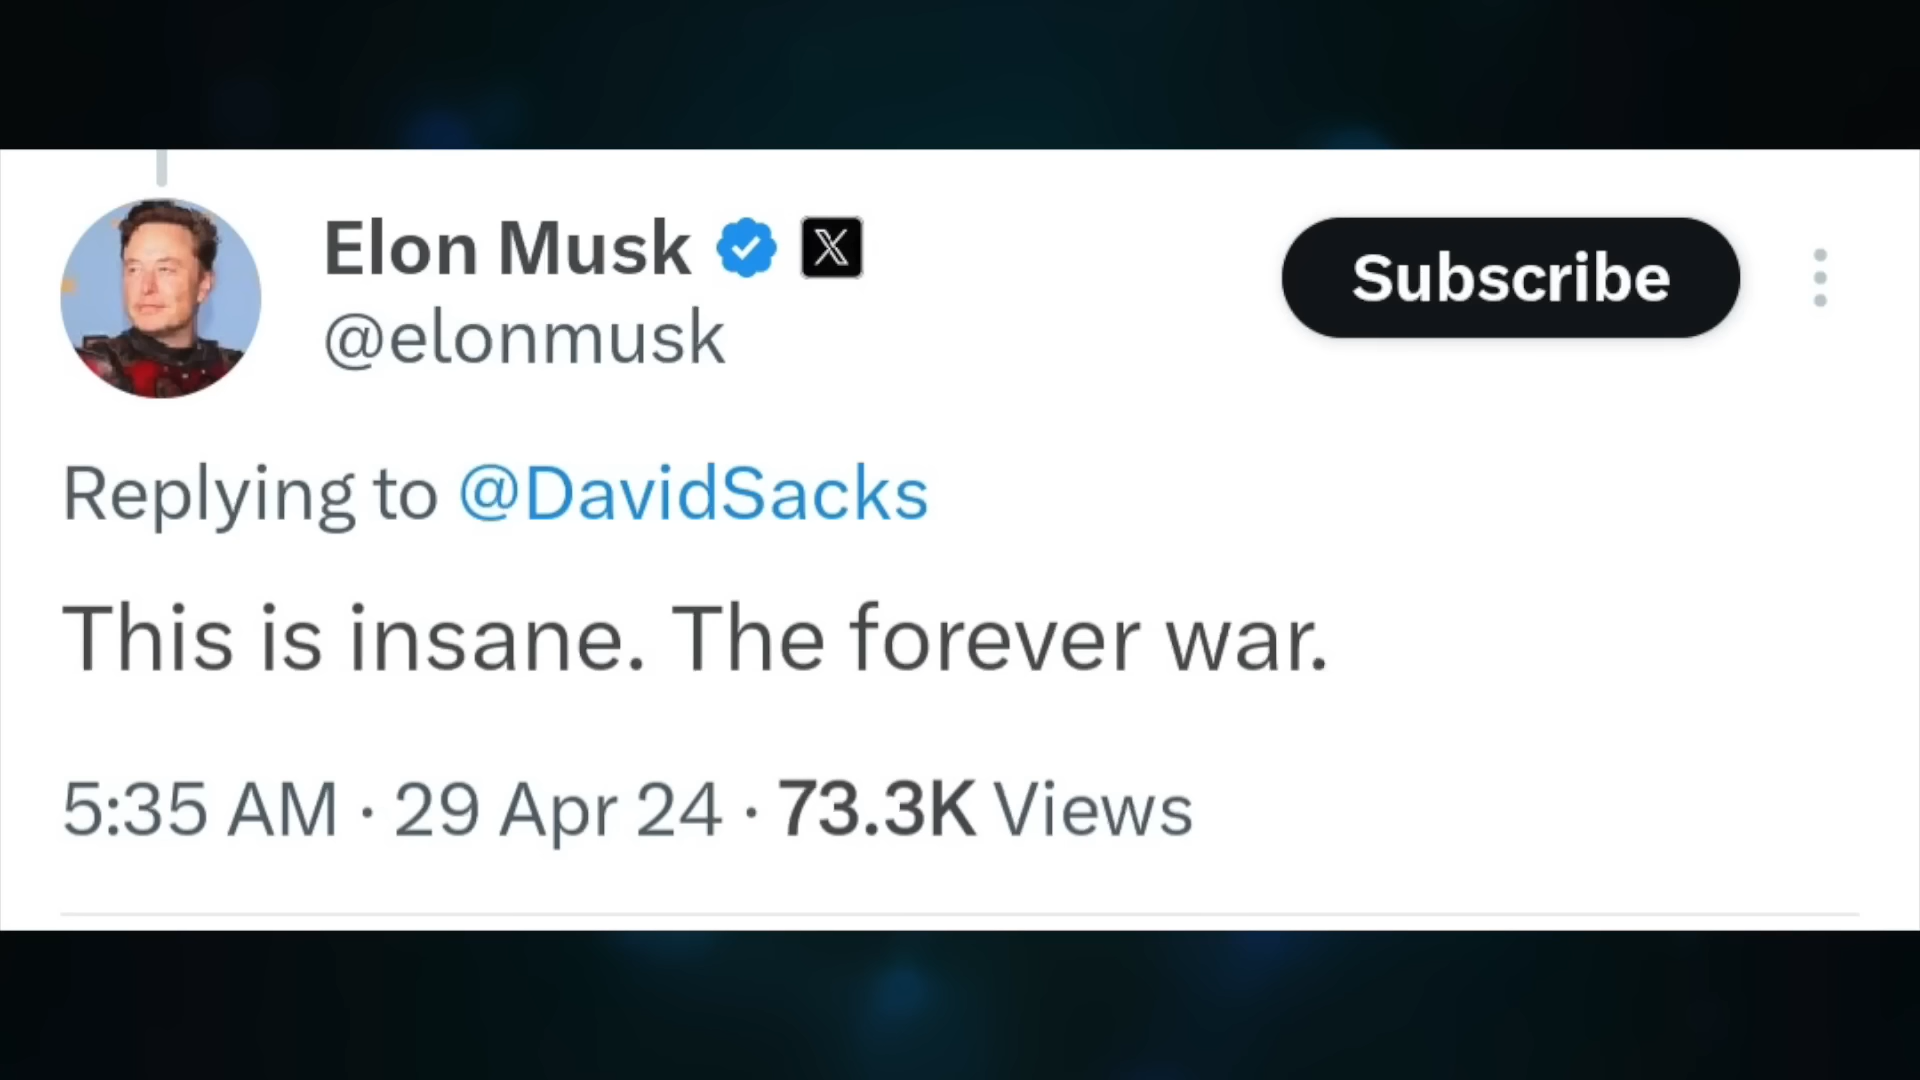 Elon Musk
Subscribe
@elonmusk
Replying to @DavidSacks
This is insane. The forever war.
5:35 AM · 29 Apr 24 · 73.3K Views